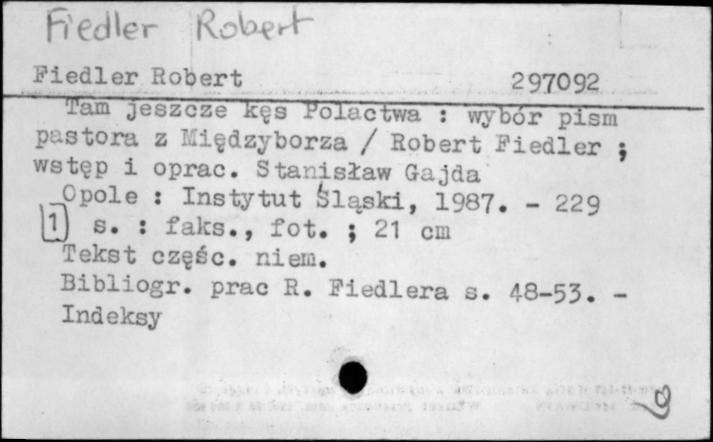 Fiedler Robert
Fiedler Robert 297092
Tam jeszcze kęs Polactwa : wybór pism
pastora z Międzyborza / Robert Fiedler ;
wstęp i oprac. Stanisław Gajda
Opole : Instytut Śląski, 1987. - 229
[1] s. : faks., fot. ; 21 cm
Tekst częśc. niem.
Bibliogr. prac R. Fiedlera s. 48-53. -
Indeksy